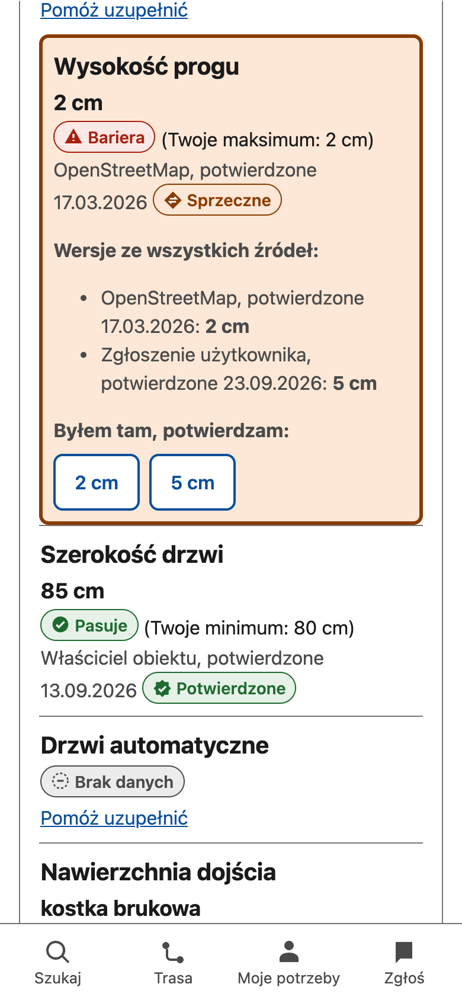 Pomóż uzupełnić
Wysokość progu
2 cm
Bariera (Twoje maksimum: 2 cm)
OpenStreetMap, potwierdzone
17.03.2026 Sprzeczne
Wersje ze wszystkich źródeł:
• OpenStreetMap, potwierdzone
17.03.2026: 2 cm
• Zgłoszenie użytkownika,
potwierdzone 23.09.2026: 5 cm
Byłem tam, potwierdzam:
2 cm 5 cm
Szerokość drzwi
85 cm
Pasuje (Twoje minimum: 80 cm)
Właściciel obiektu, potwierdzone
13.09.2026 Potwierdzone
Drzwi automatyczne
Brak danych
Pomóż uzupełnić
Nawierzchnia dojścia
kostka brukowa
Szukaj Trasa Moje potrzeby Zgłoś